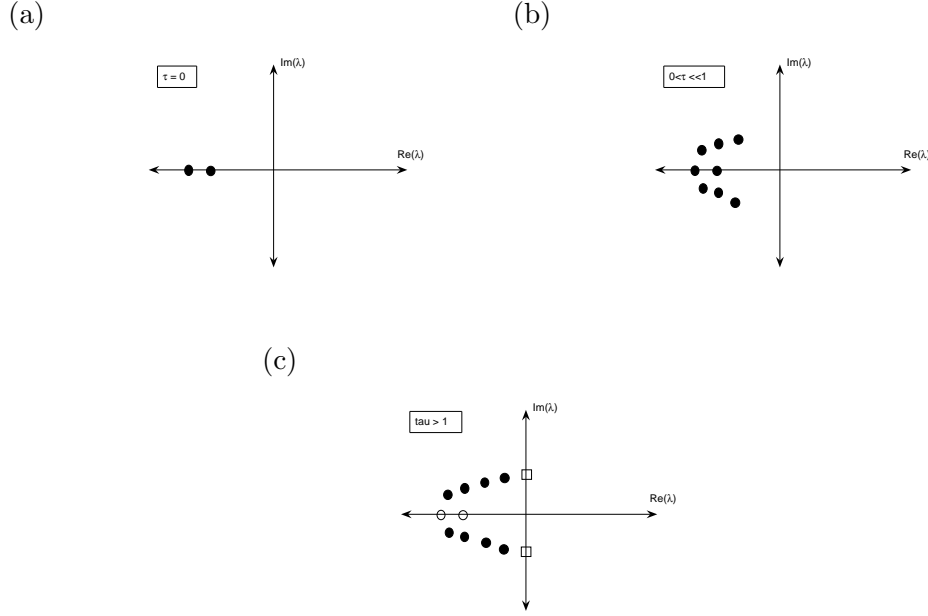 (a)
Im(λ)
τ = 0
Re(λ)
(b)
Im(λ)
0<τ <<1
Re(λ)
(c)
Im(λ)
tau > 1
Re(λ)